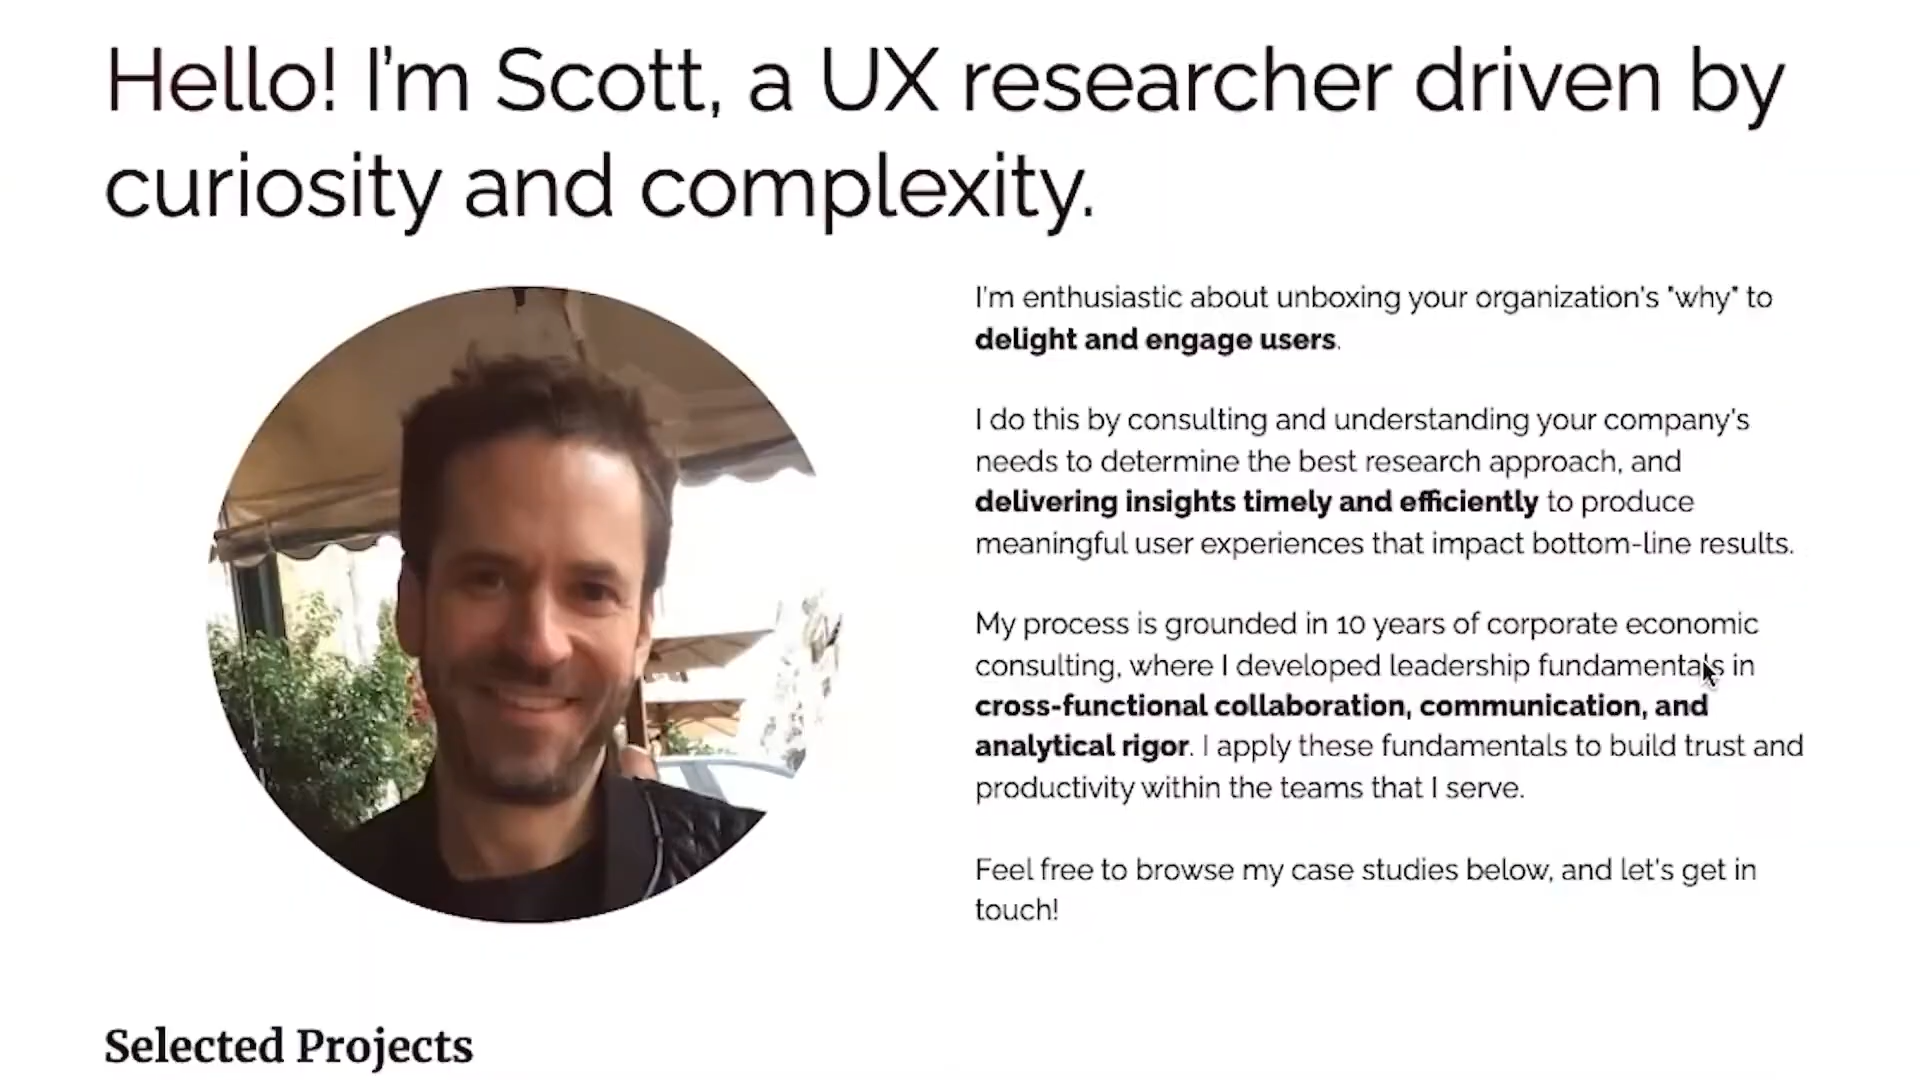 Hello! I'm Scott, a UX researcher driven by
curiosity and complexity.
I'm enthusiastic about unboxing your organization's "why" to
delight and engage users.
I do this by consulting and understanding your company's
needs to determine the best research approach, and
delivering insights timely and efficiently to produce
meaningful user experiences that impact bottom-line results.
My process is grounded in 10 years of corporate economic
consulting, where I developed leadership fundamentals in
cross-functional collaboration, communication, and
analytical rigor. I apply these fundamentals to build trust and
productivity within the teams that I serve.
Feel free to browse my case studies below, and let's get in
touch!
Selected Projects